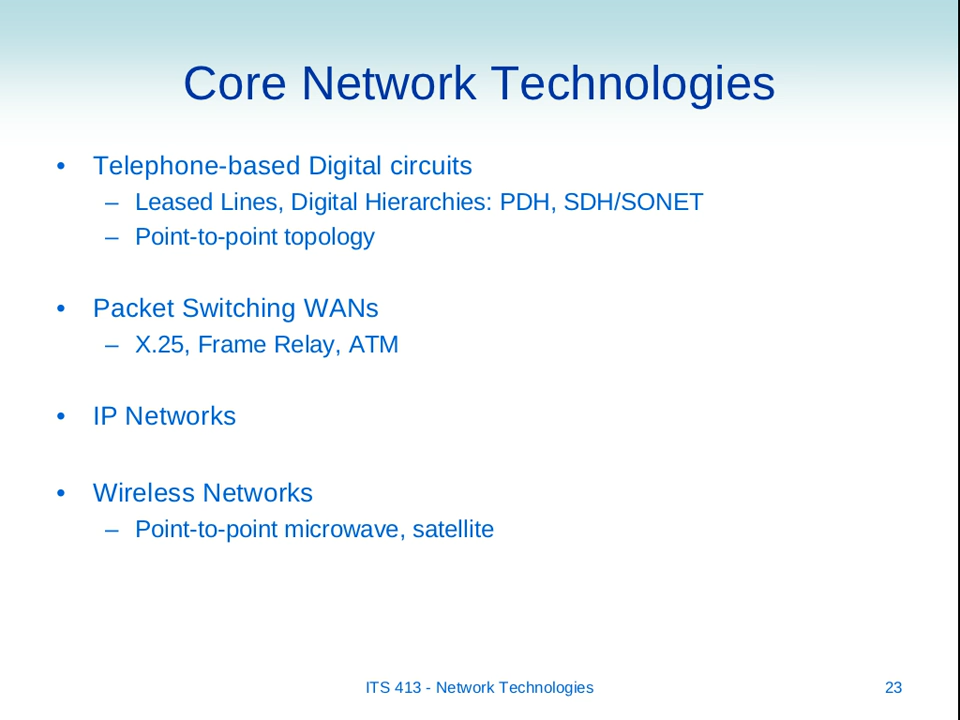 Core Network Technologies
• Telephone-based Digital circuits
– Leased Lines, Digital Hierarchies: PDH, SDH/SONET
– Point-to-point topology
• Packet Switching WANs
– X.25, Frame Relay, ATM
• IP Networks
• Wireless Networks
– Point-to-point microwave, satellite
ITS 413 - Network Technologies 23